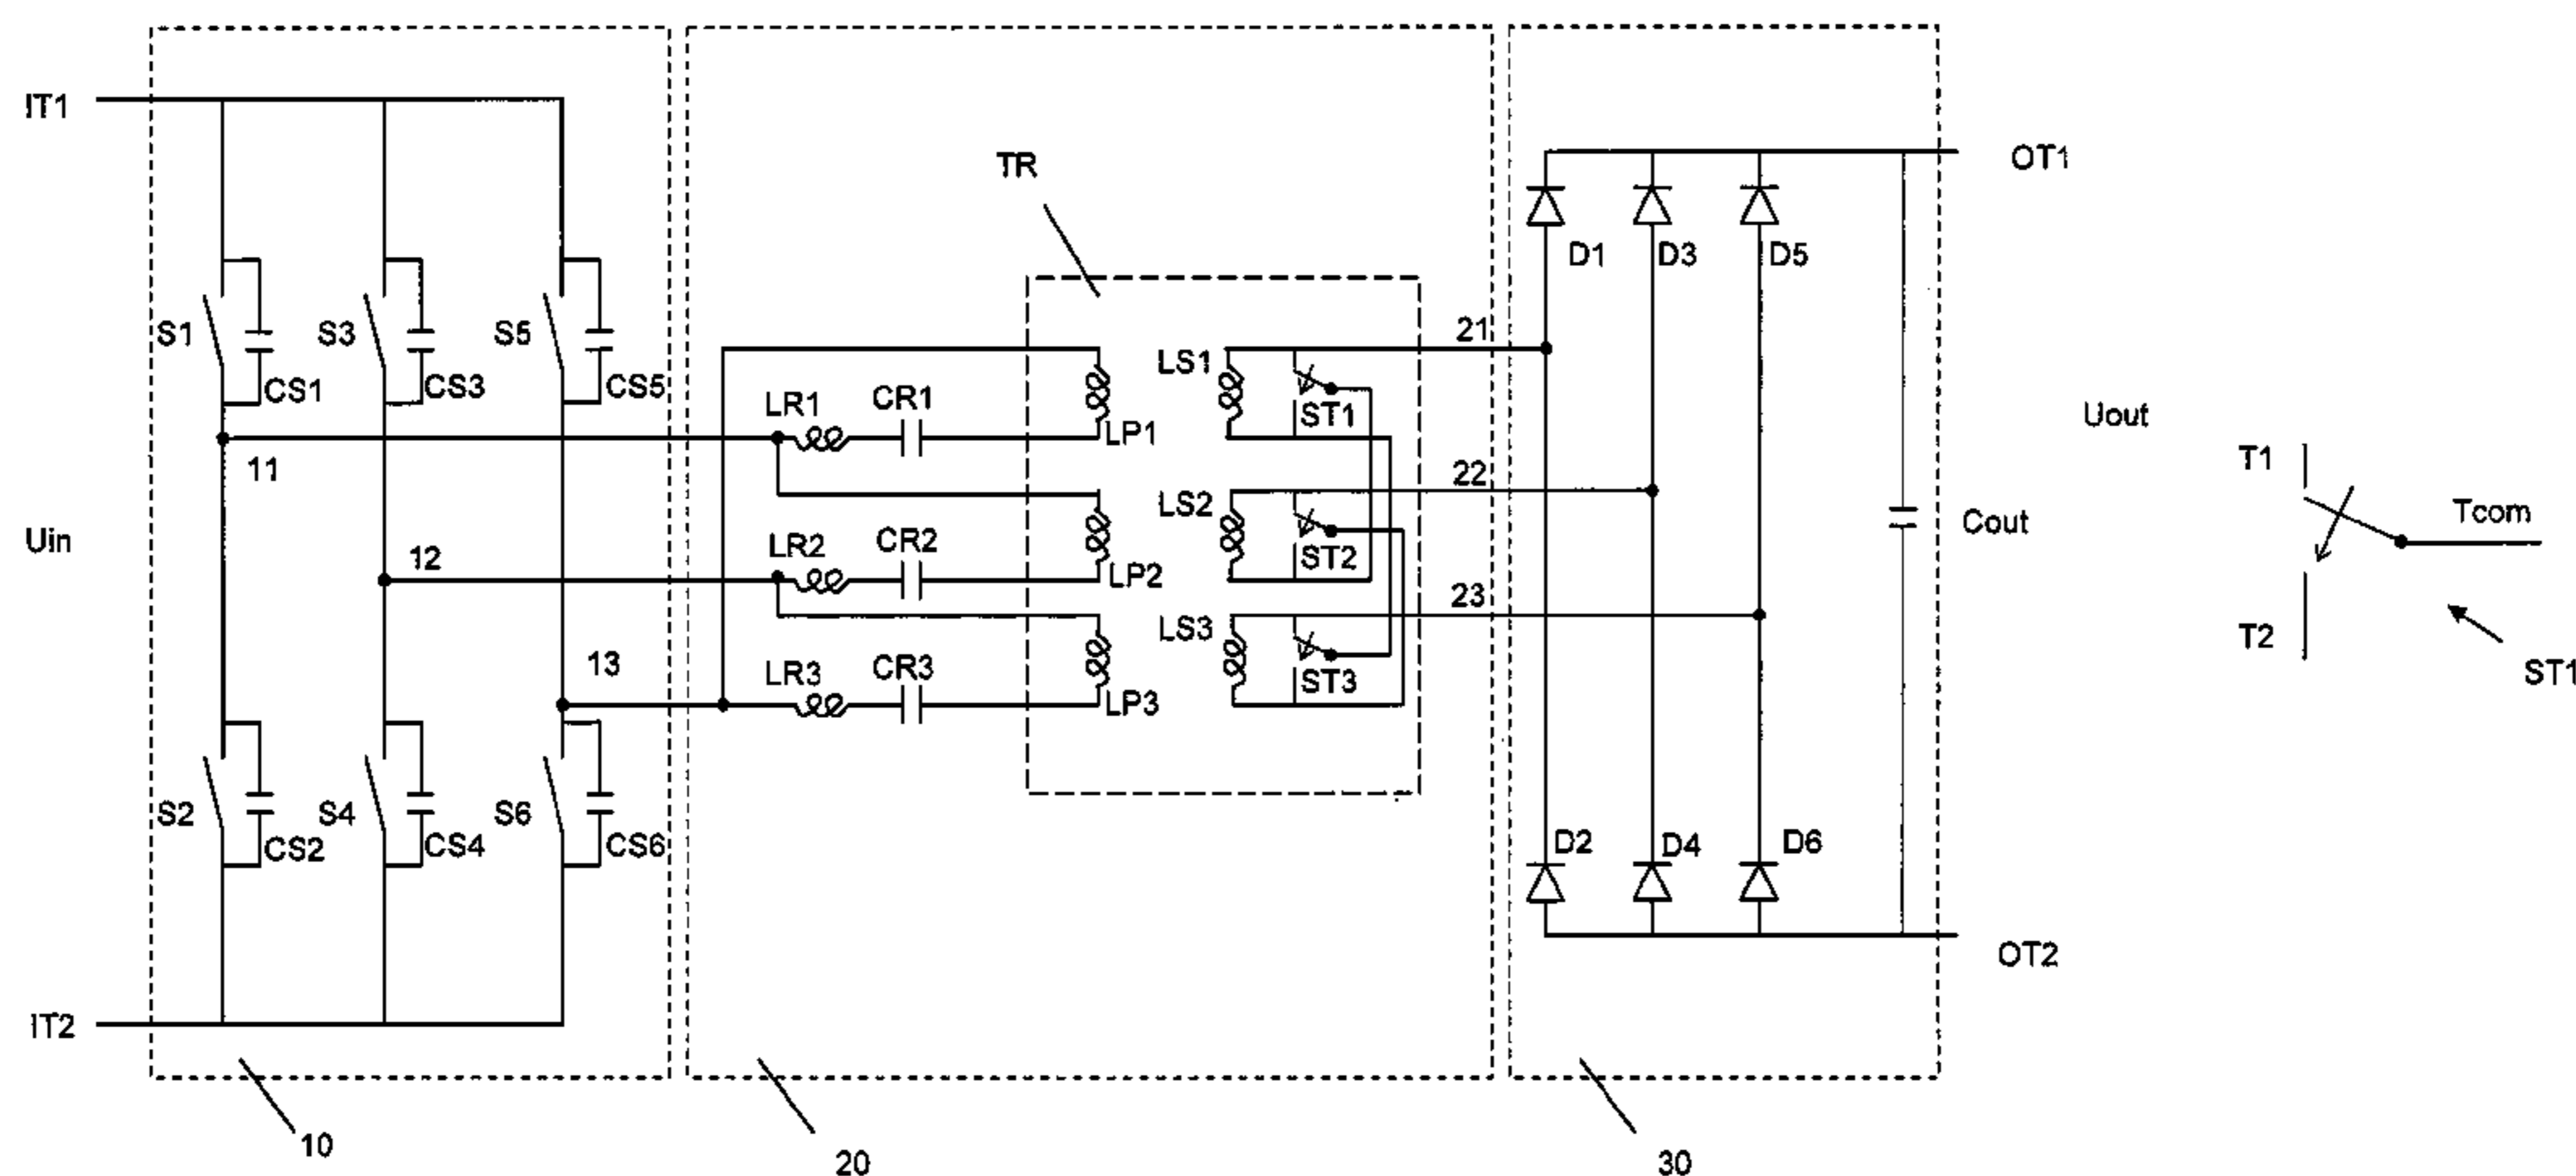 IT1
OT1
TR
D1
D3
D5
S1
S3
S5
CS1
CS3
CS5
21
LS1
LR1
CR1
ST1
LP1
Uout
11
22
T1
LS2
Tcom
Uin
12
LR2
CR2
ST2
LP2
Cout
23
LS3
T2
13
LR3
CR3
ST3
LP3
ST1
S2
S4
S6
CS2
CS4
CS6
D2
D4
D6
OT2
IT2
10
20
30